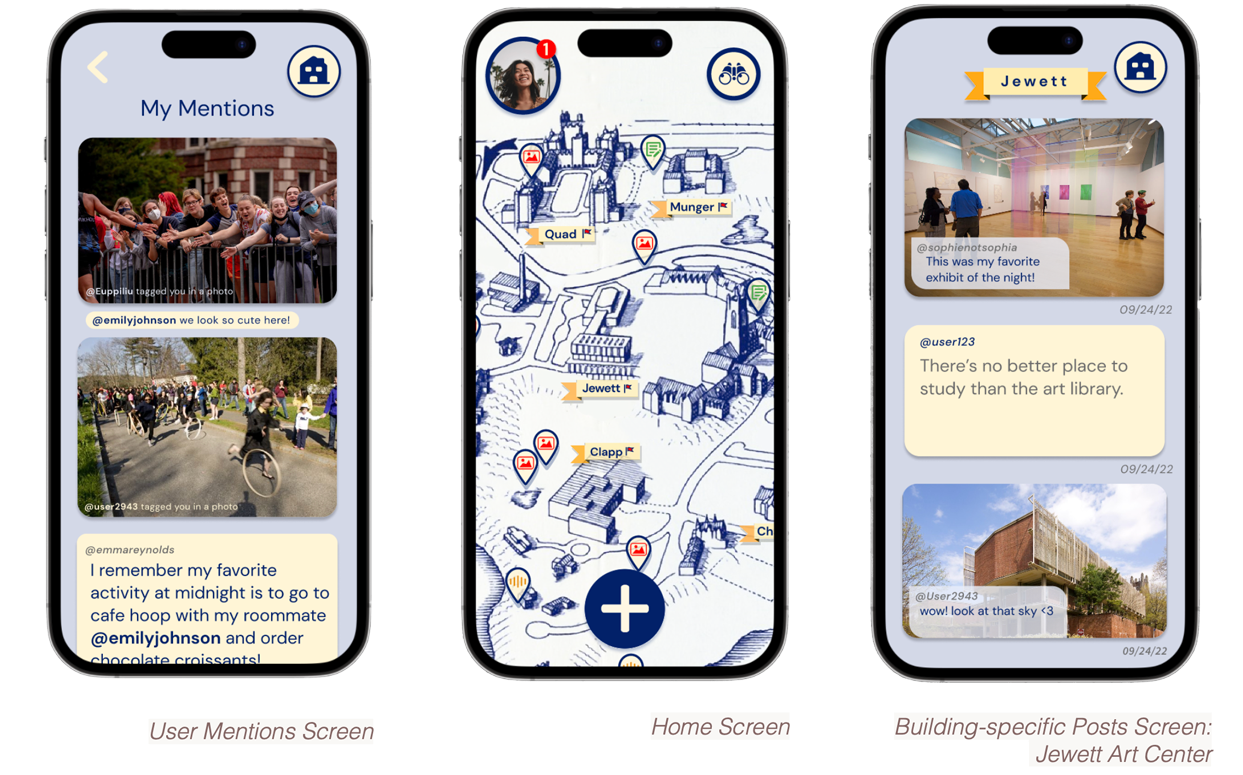 My Mentions
@Euppiliu tagged you in a photo
@emilyjohnson we look so cute here!
@user2943 tagged you in a photo
@emmareynolds
I remember my favorite
activity at midnight is to go to
cafe hoop with my roommate
@emilyjohnson and order
chocolate croissants!
User Mentions Screen
1
Munger
Quad
Jewett
Clapp
Ch
Home Screen
Jewett
@sophienotsophia
This was my favorite
exhibit of the night!
09/24/22
@user123
There's no better place to
study than the art library.
09/24/22
@User2943
wow! look at that sky <3
09/24/22
Building-specific Posts Screen:
Jewett Art Center